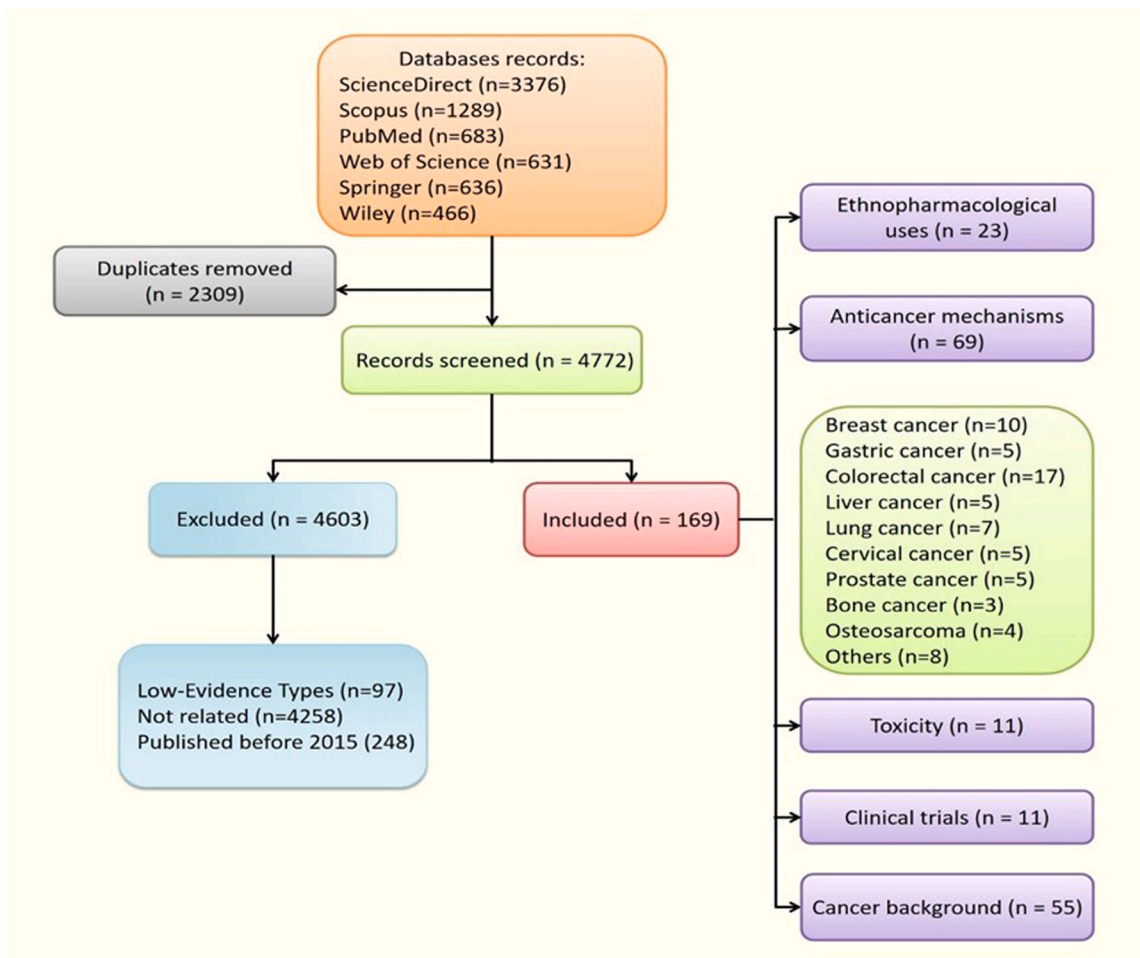 Databases records:
ScienceDirect (n=3376)
Scopus (n=1289)
PubMed (n=683)
Web of Science (n=631)
Springer (n=636)
Wiley (n=466)
Duplicates removed
(n = 2309)
Records screened (n = 4772)
Excluded (n = 4603)
Included (n = 169)
Low-Evidence Types (n=97)
Not related (n=4258)
Published before 2015 (248)
Ethnopharmacological
uses (n = 23)
Anticancer mechanisms
(n = 69)
Breast cancer (n=10)
Gastric cancer (n=5)
Colorectal cancer (n=17)
Liver cancer (n=5)
Lung cancer (n=7)
Cervical cancer (n=5)
Prostate cancer (n=5)
Bone cancer (n=3)
Osteosarcoma (n=4)
Others (n=8)
Toxicity (n = 11)
Clinical trials (n = 11)
Cancer background (n = 55)